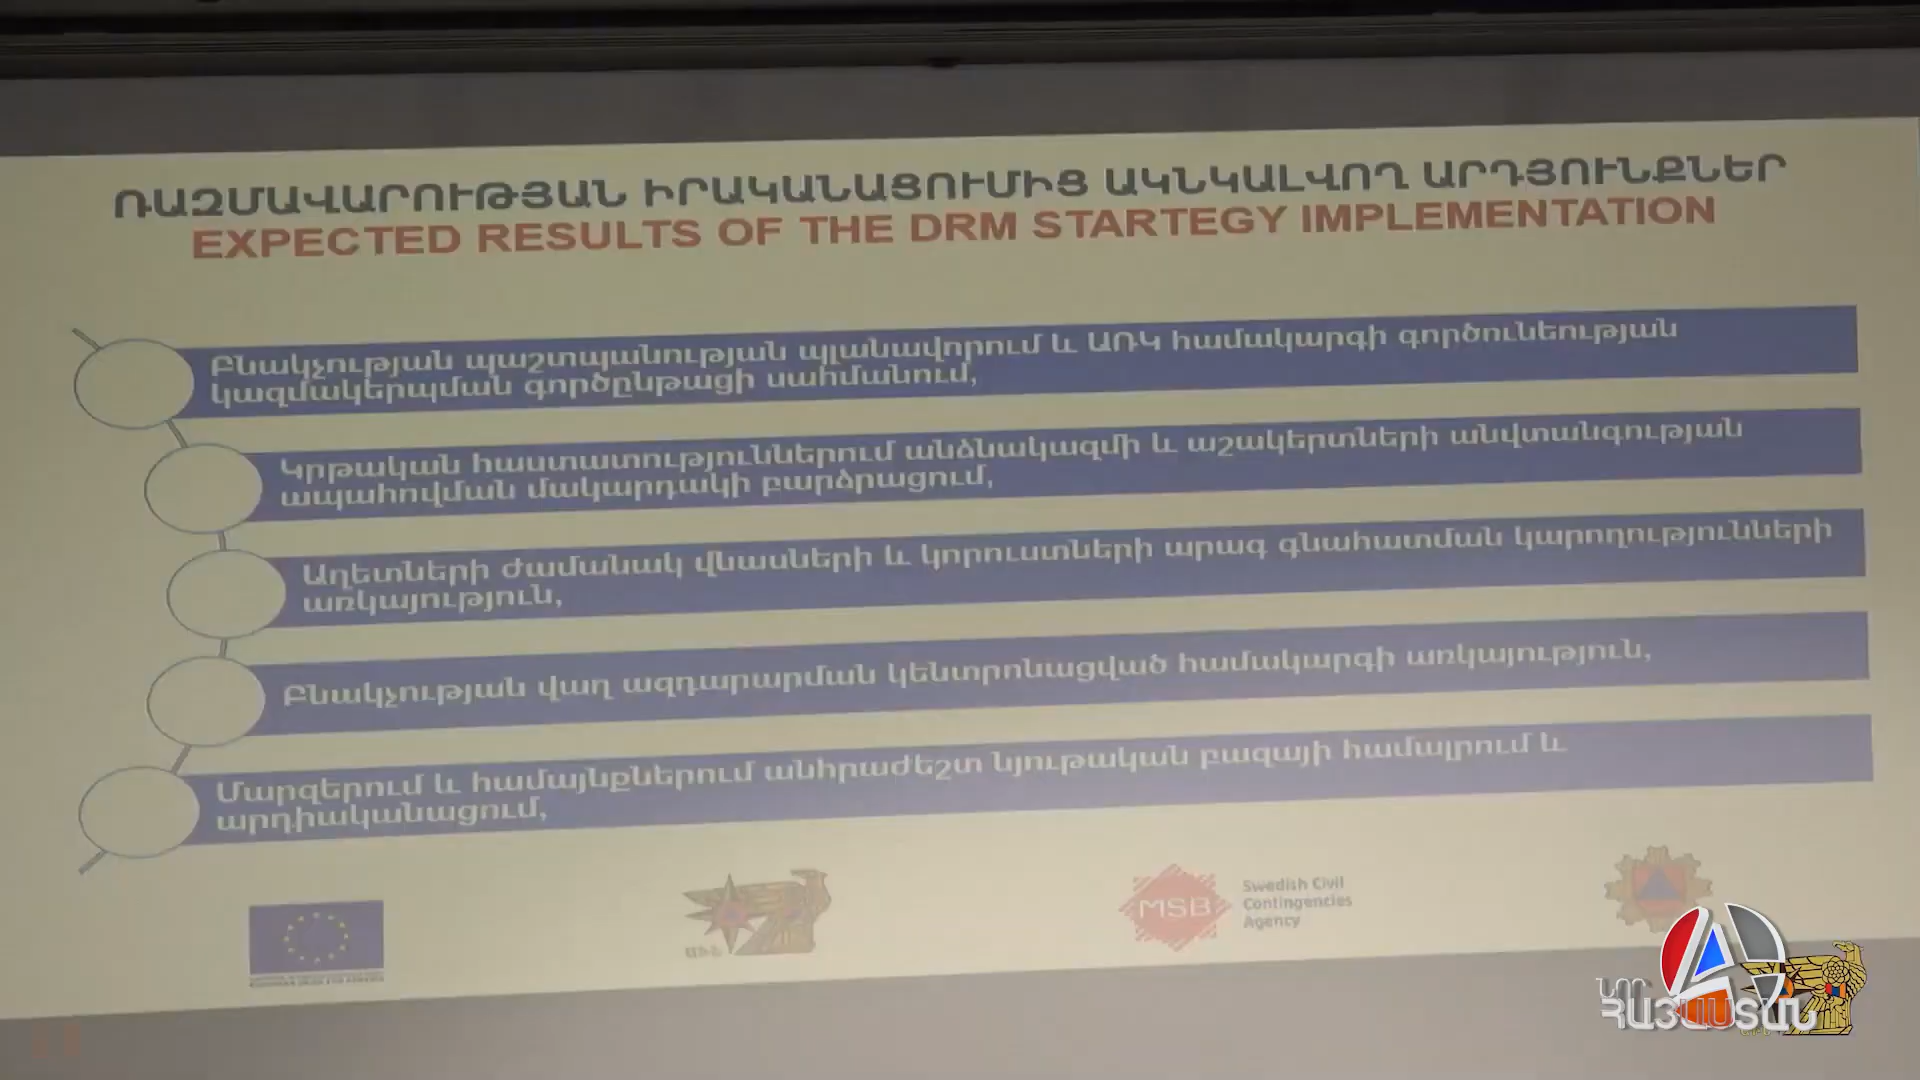 ՌԱԶՄԱՎԱՐՈՒԹՅԱՆ ԻՐԱԿԱՆԱՑՈՒՄԻՑ ԱԿՆԿԱԼՎՈՂ ԱՐԴՅՈՒՆՔՆԵՐ
EXPECTED RESULTS OF THE DRM STARTEGY IMPLEMENTATION
Բնակչության պաշտպանության պլանավորում և ԱՌԿ համակարգի գործունեության
կազմակերպման գործընթացի սահմանում,
Կրթական հաստատություններում անձնակազմի և աշակերտների անվտանգության
ապահովման մակարդակի բարձրացում,
Աղետների ժամանակ վնասների և կորուստների արագ գնահատման կարողությունների
առկայություն,
Բնակչության վաղ ազդարարման կենտրոնացված համակարգի առկայություն,
Մարզերում և համայնքներում անհրաժեշտ նյութական բազայի համալրում և
արդիականացում,
ԱԻՆ
MSB
Swedish Civil
Contingencies
Agency
ՆՈՐ
ՀԱՅԱՍՏԱՆ